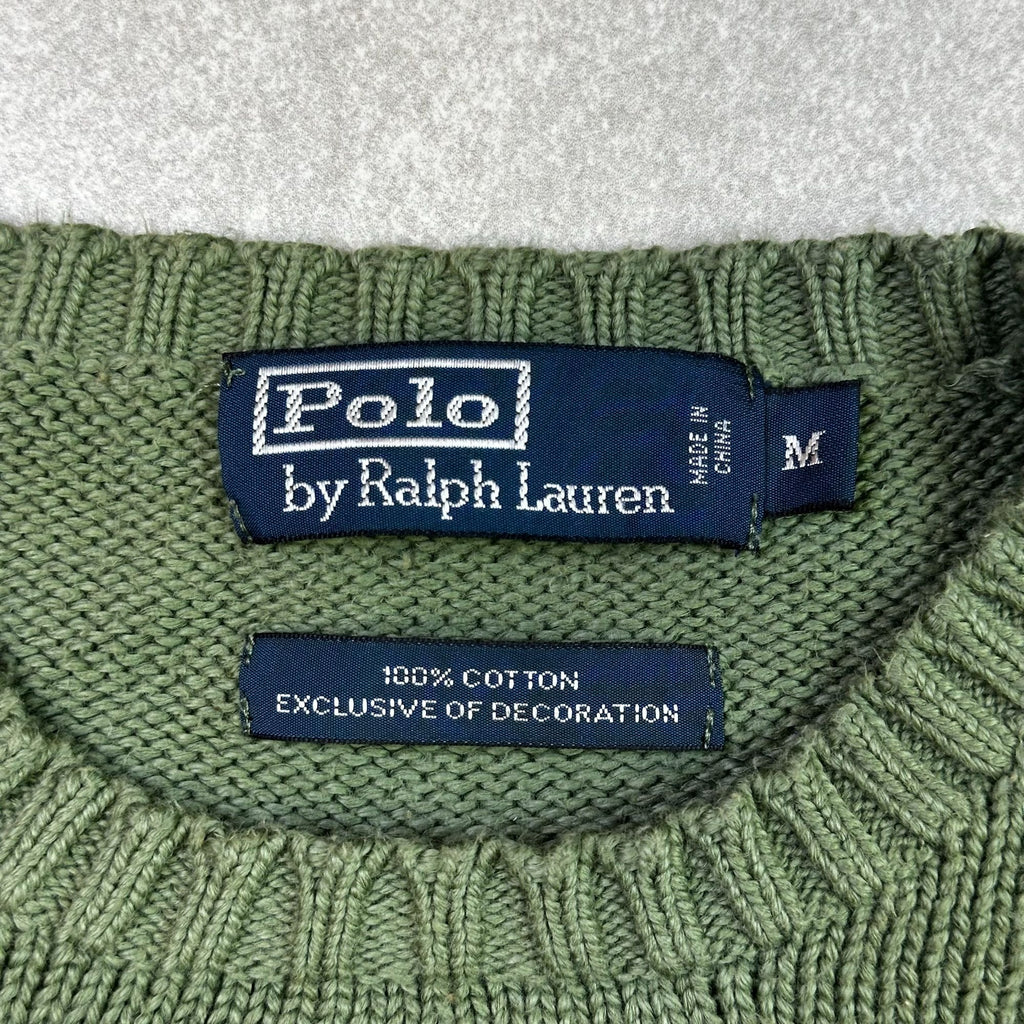 Polo
by Ralph Lauren
MADE IN
CHINA
M
100% COTTON
EXCLUSIVE OF DECORATION